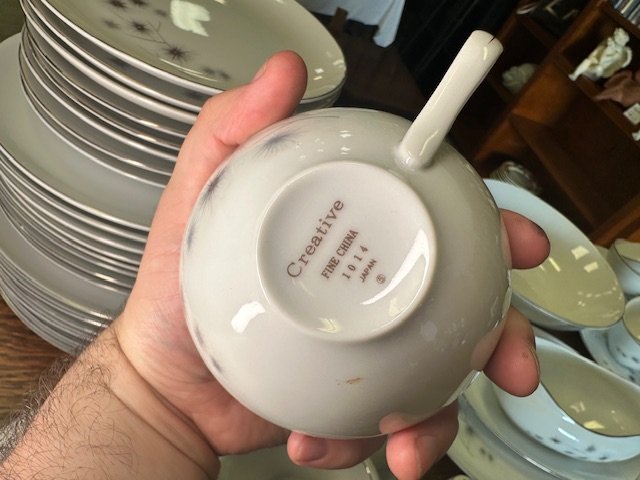 Creative
FINE CHINA
1014
JAPAN Ⓢ